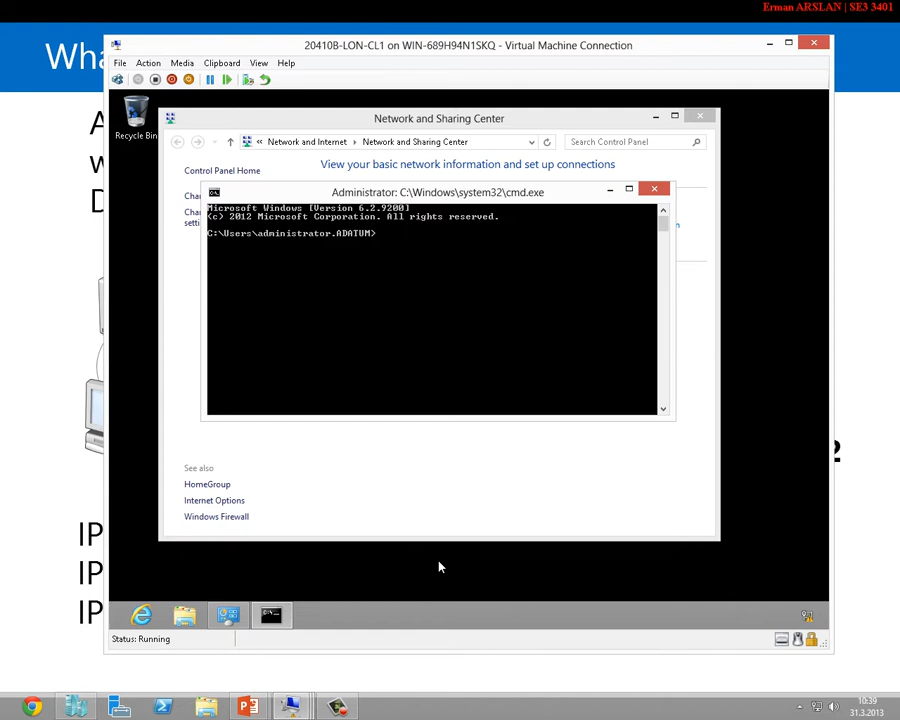 Erman ARSLAN | SE3 3401
Wha
20410B-LON-CL1 on WIN-689H94N1SKQ - Virtual Machine Connection
File Action Media Clipboard View Help
A
w
D
Recycle Bin
Network and Sharing Center
« Network and Internet Network and Sharing Center
Search Control Panel
Control Panel Home
View your basic network information and set up connections
Cha
Cha
setti
Administrator: C:\Windows\system32\cmd.exe
Microsoft Windows [Version 6.2.9200]
(c) 2012 Microsoft Corporation. All rights reserved.
C:\Users\administrator.ADATUM>
2
See also
HomeGroup
Internet Options
Windows Firewall
IP
IP
IP
Status: Running
10:39
31.3.2013